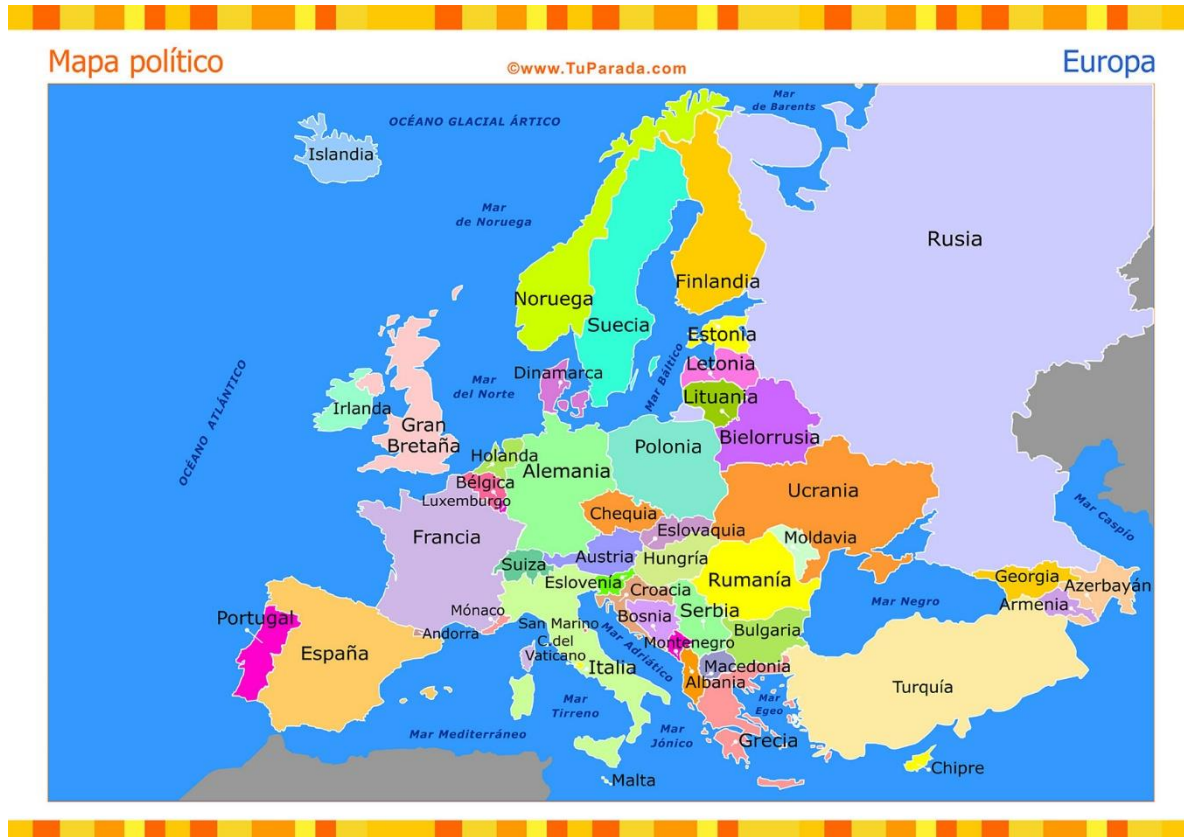 Mapa político
©www.TuParada.com
Europa
Mar
de Barents
OCÉANO GLACIAL ÁRTICO
Islandia
Mar
de Noruega
Rusia
Finlandia
Noruega
Suecia
Estonia
Letonia
Mar Báltico
Dinamarca
Mar
del Norte
Lituania
OCÉANO ATLÁNTICO
Irlanda
Gran
Bretaña
Bielorrusia
Polonia
Holanda
Alemania
Bélgica
Luxemburgo
Ucrania
Mar Caspío
Chequia
Francia
Eslovaquia
Moldavia
Austria
Hungría
Suiza
Eslovenia
Rumanía
Georgia
Azerbayán
Croacia
Armenia
Mar Negro
Mónaco
Serbia
Bosnia
Portugal
San Marino
Andorra
Bulgaria
C.del
Vaticano
Mar Adriático
Montenegro
España
Italia
Macedonia
Albania
Turquía
Mar
Tirreno
Mar
Egeo
Mar Mediterráneo
Mar
Jónico
Grecia
Chipre
Malta